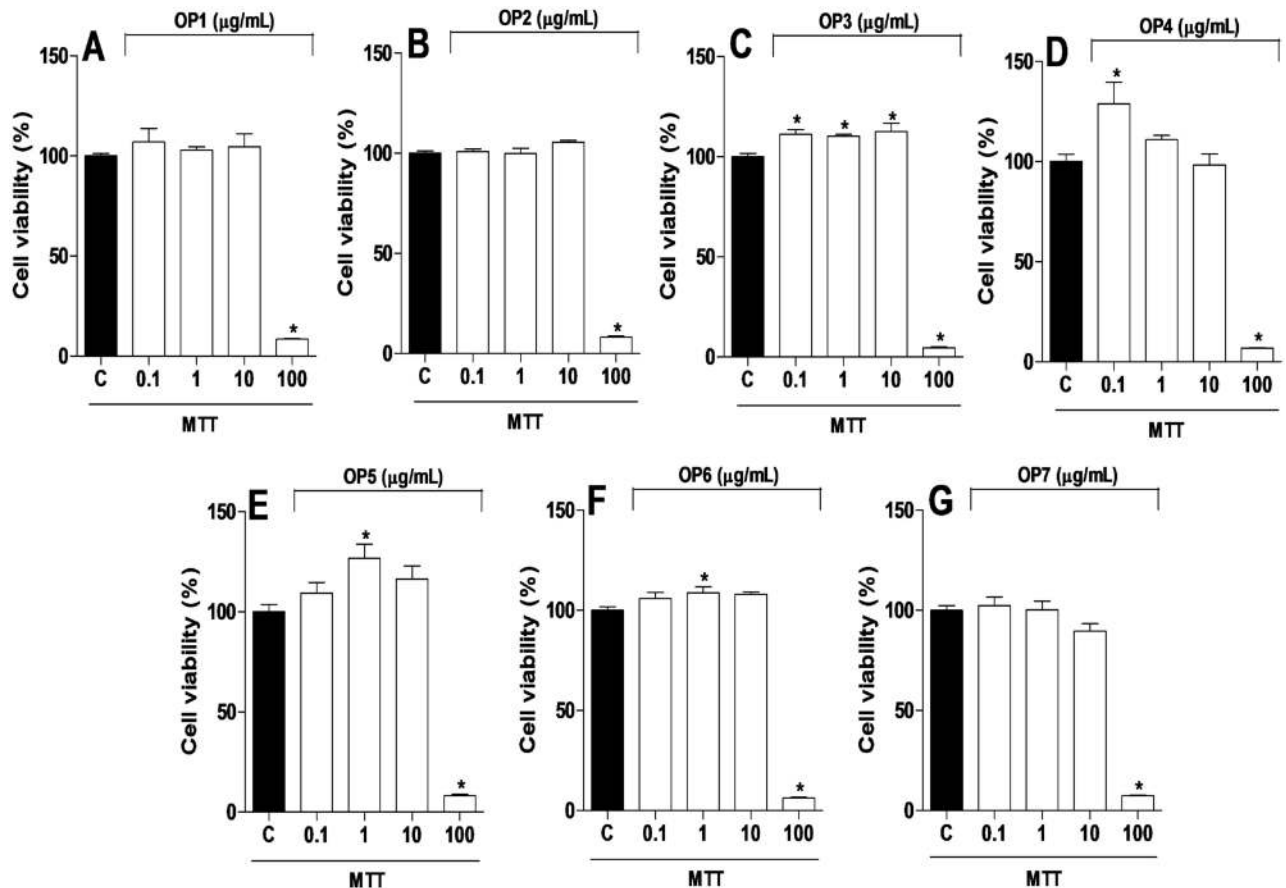 A
OP1 (μg/mL)
Cell viability (%)
150
100
50
0
*
C 0.1 1 10 100
MTT
B
OP2 (μg/mL)
Cell viability (%)
150
100
50
0
*
C 0.1 1 10 100
MTT
C
OP3 (μg/mL)
Cell viability (%)
150
100
50
0
* * * *
C 0.1 1 10 100
MTT
D
OP4 (μg/mL)
Cell viability (%)
150
100
50
0
* *
C 0.1 1 10 100
MTT
E
OP5 (μg/mL)
Cell viability (%)
150
100
50
0
* *
C 0.1 1 10 100
MTT
F
OP6 (μg/mL)
Cell viability (%)
150
100
50
0
* *
C 0.1 1 10 100
MTT
G
OP7 (μg/mL)
Cell viability (%)
150
100
50
0
*
C 0.1 1 10 100
MTT